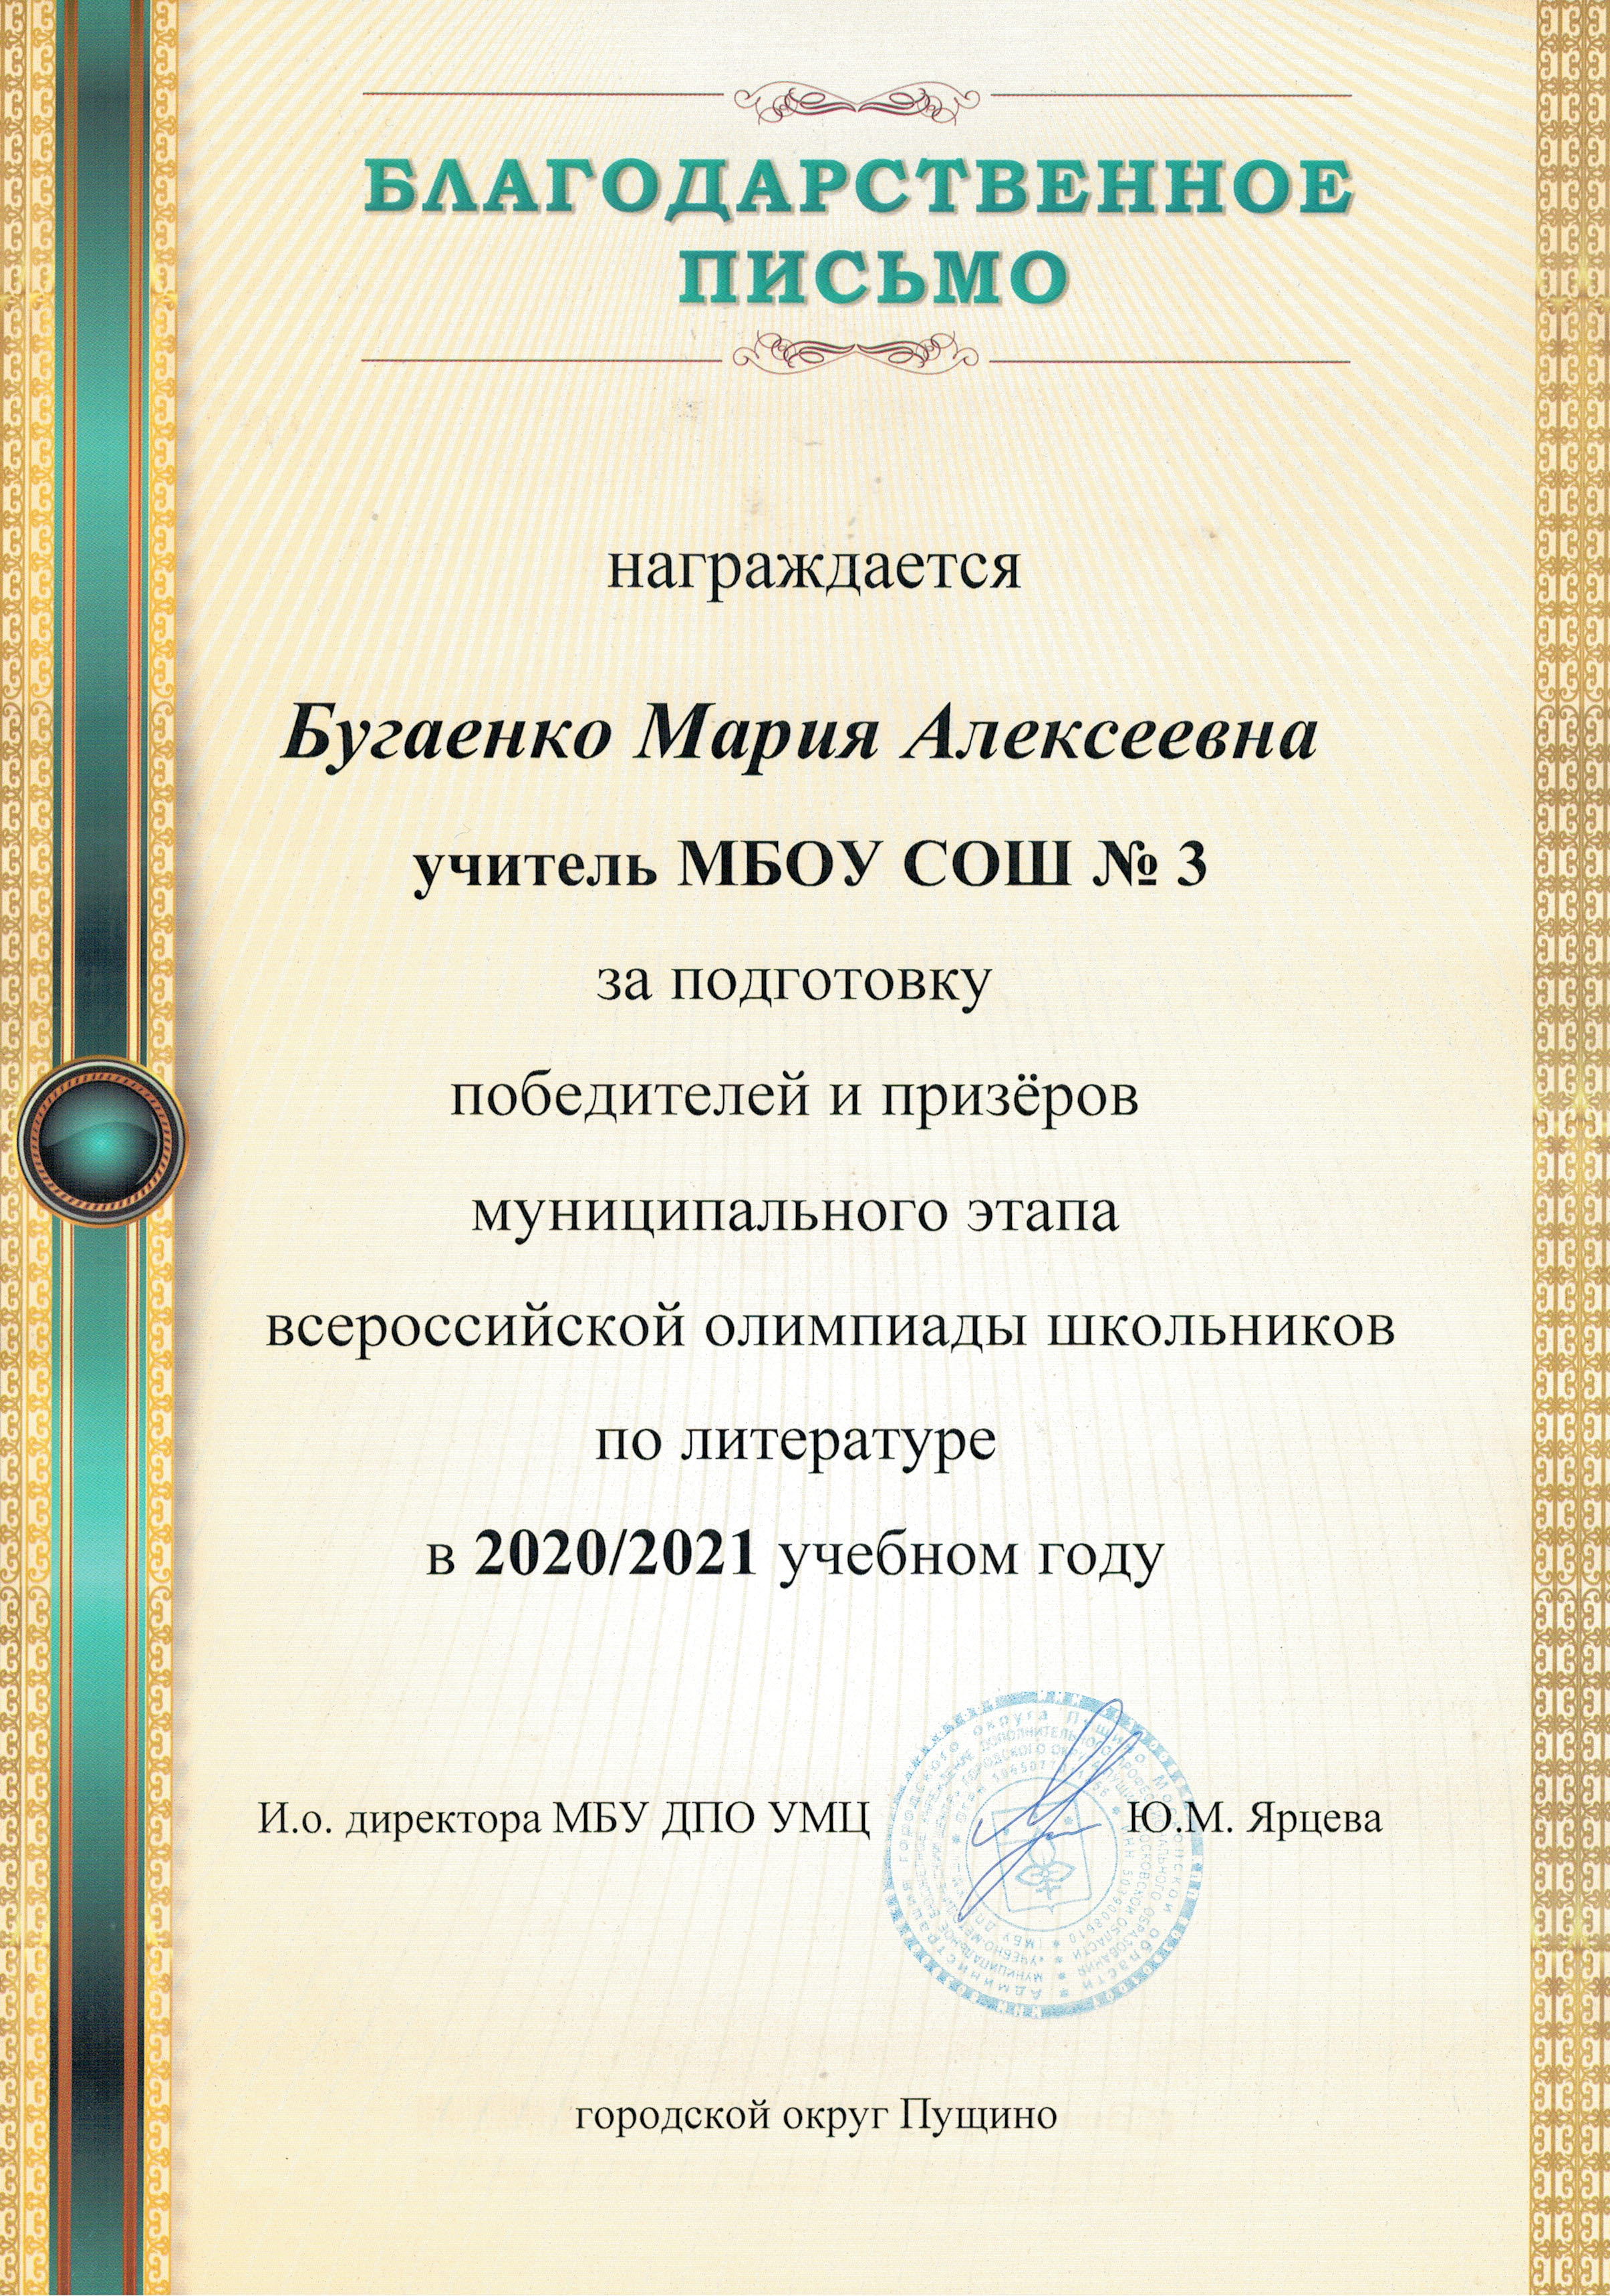 БЛАГОДАРСТВЕННОЕ
ПИСЬМО
награждается
Бугаенко Мария Алексеевна
учитель МБОУ СОШ № 3
за подготовку
победителей и призёров
муниципального этапа
всероссийской олимпиады школьников
по литературе
в 2020/2021 учебном году
И.о. директора МБУ ДПО УМЦ Ю.М. Ярцева
городской округ Пущино